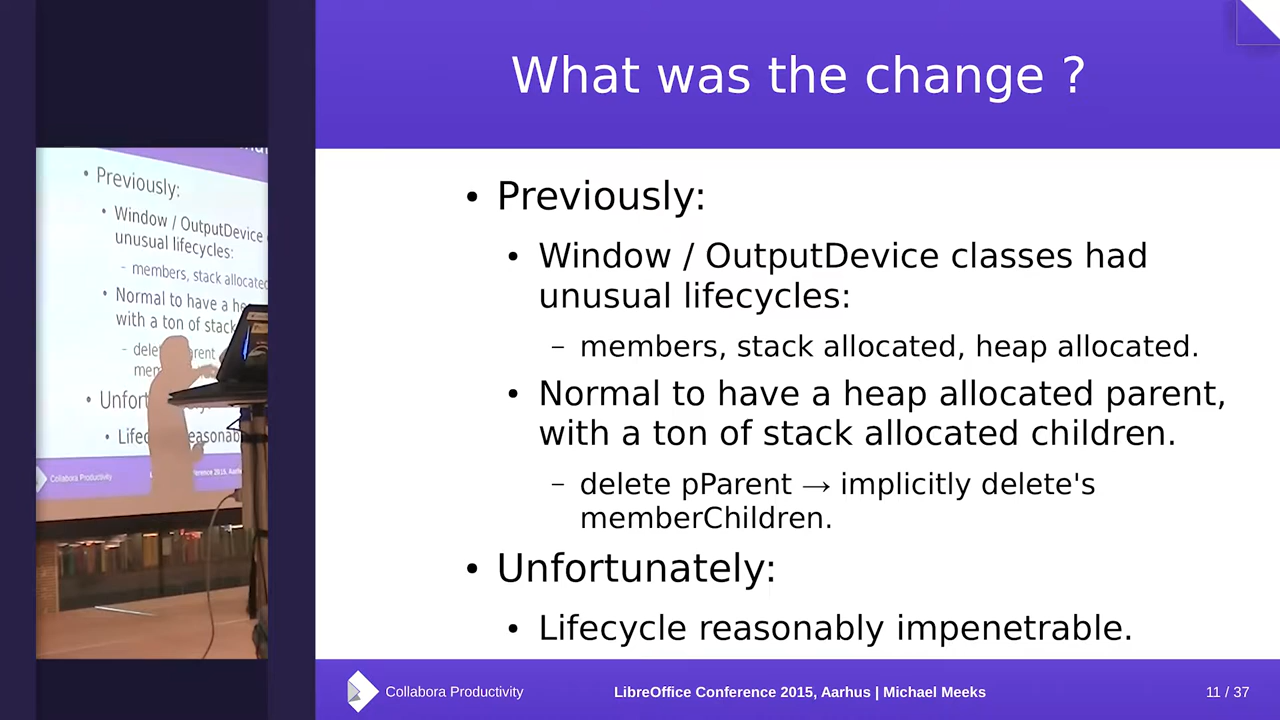 What was the change ?
• Previously:
• Window / OutputDevice classes had
unusual lifecycles:
– members, stack allocated, heap allocated.
• Normal to have a heap allocated parent,
with a ton of stack allocated children.
– delete pParent → implicitly delete's
memberChildren.
• Unfortunately:
• Lifecycle reasonably impenetrable.
Collabora Productivity
LibreOffice Conference 2015, Aarhus | Michael Meeks
11 / 37
• Previously:
• Window / OutputDevice
unusual lifecycles:
– members, stack allocated
• Normal to have a
with a ton of stack
Collabora Productivity